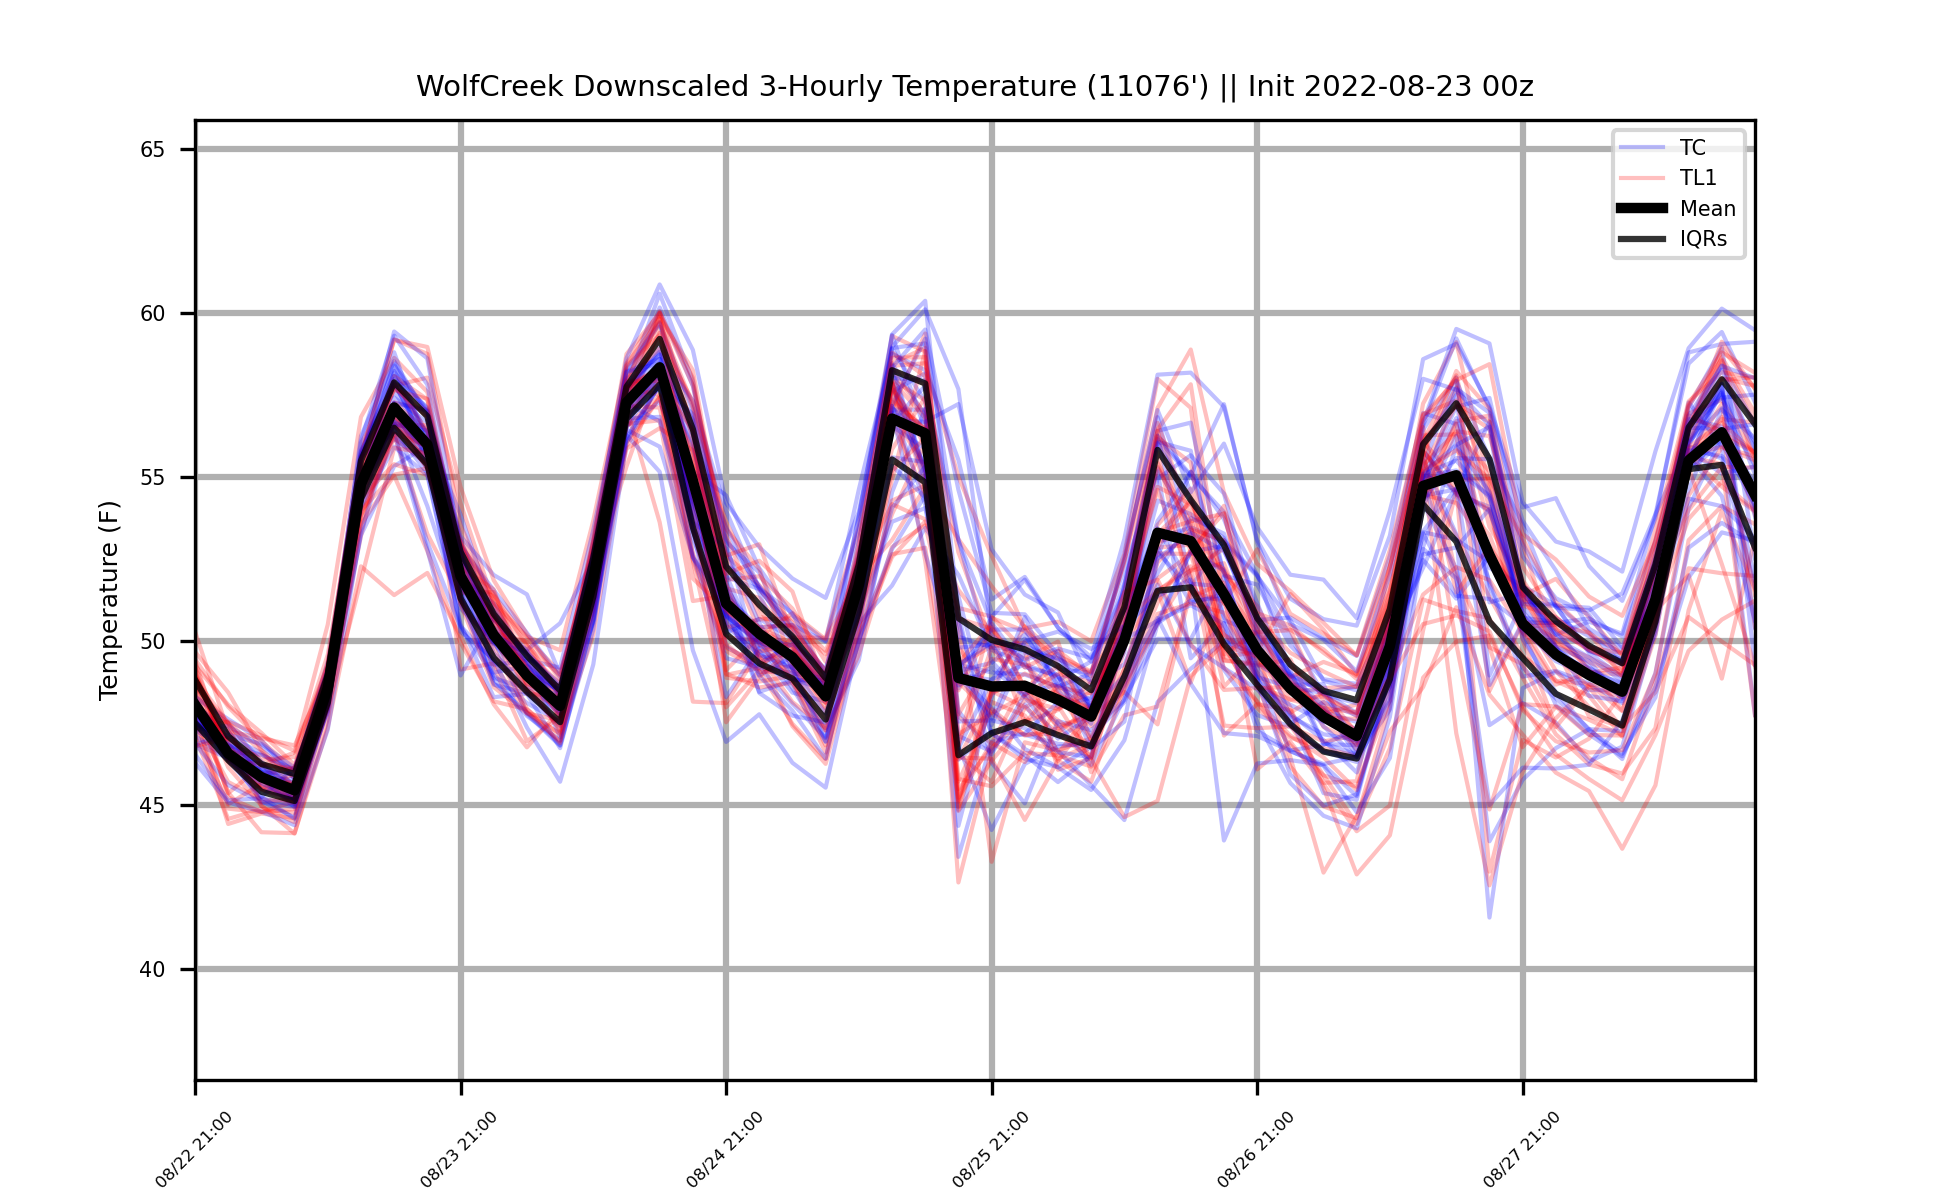 WolfCreek Downscaled 3-Hourly Temperature (11076') || Init 2022-08-23 00z
TC
TL1
Mean
IQRs
65
60
55
50
45
40
Temperature (F)
08/22 21:00
08/23 21:00
08/24 21:00
08/25 21:00
08/26 21:00
08/27 21:00